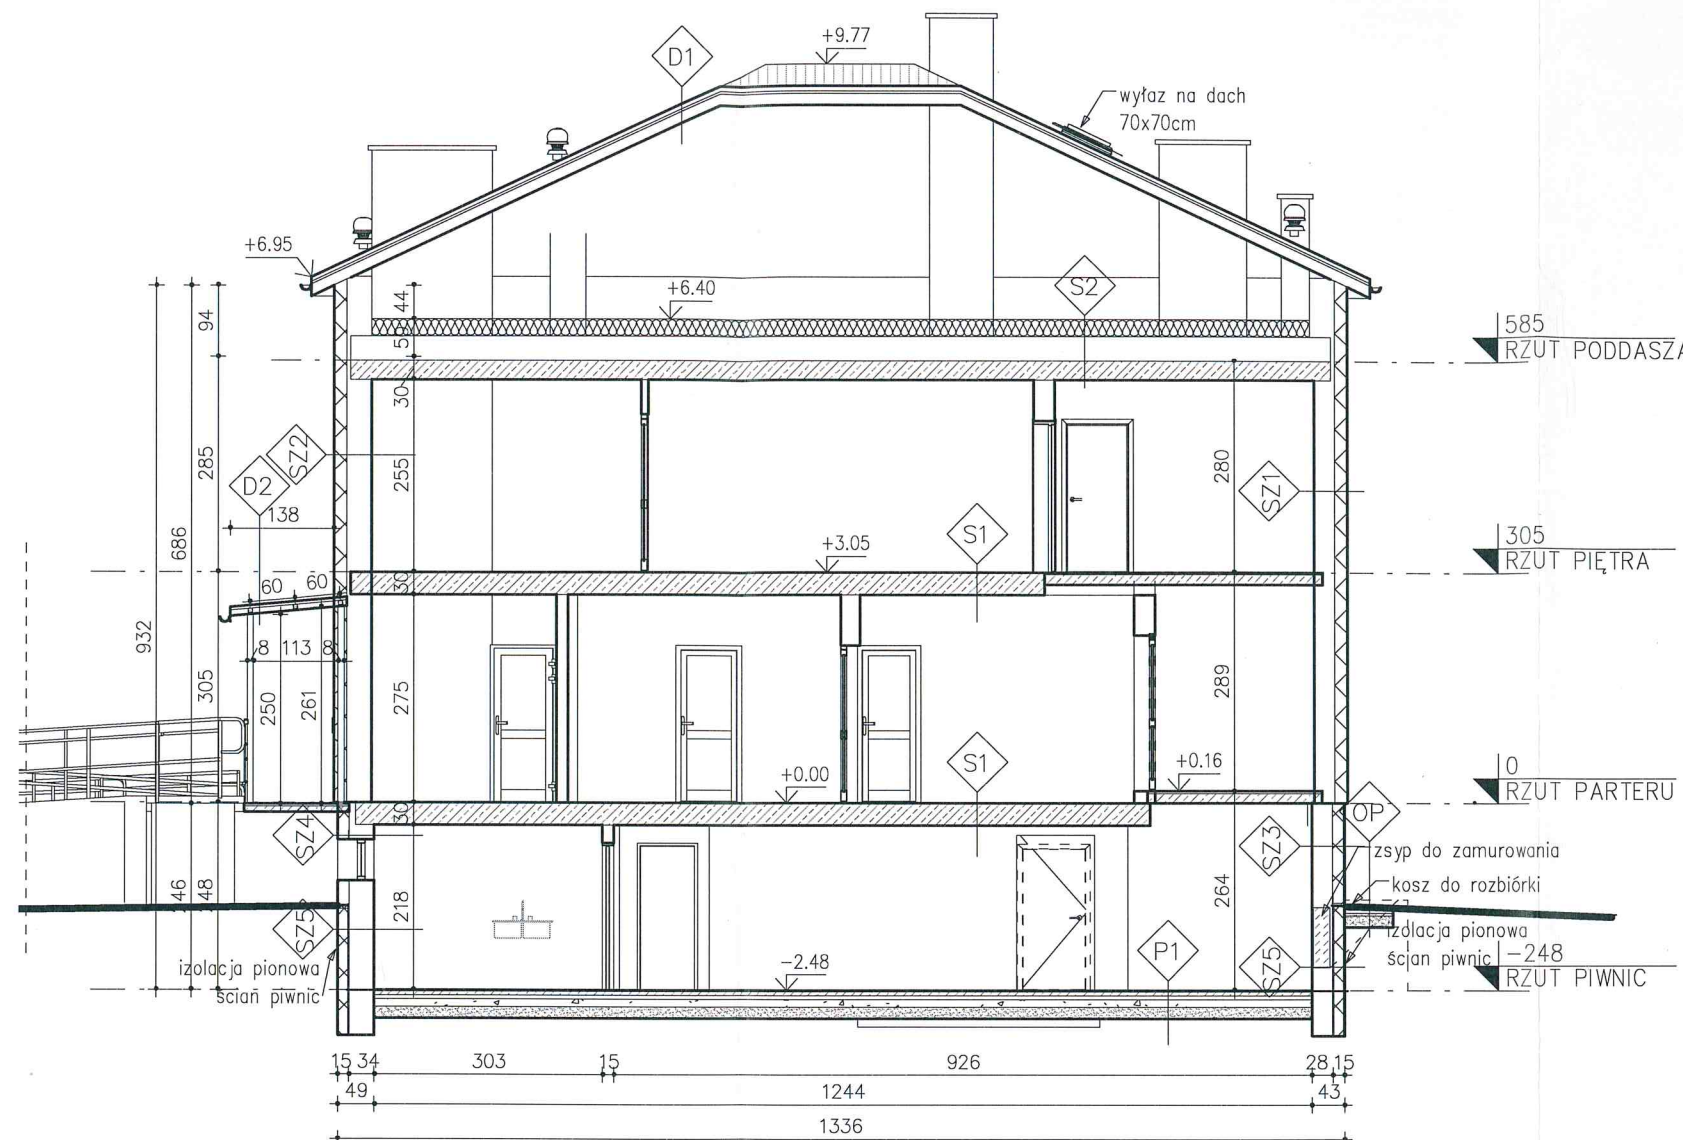 +9.77
D1
wyłaz na dach
70x70cm
+6.95
+6.40
S2
44
94
59
585
RZUT PODDASZA
30
SZ2
285
255
280
SZ1
D2
138
686
S1
305
RZUT PIĘTRA
+3.05
60
60
30
932
8
113
8
305
250
261
275
289
S1
+0.00
+0.16
0
RZUT PARTERU
30
OP
SZ4
SZ3
zsyp do zamurowania
kosz do rozbiórki
46
48
218
264
SZ5
izolacja pionowa
ścian piwnic
P1
izolacja pionowa
ścian piwnic
SZ5
-2.48
-248
RZUT PIWNIC
15
34
303
15
926
28
15
49
1244
43
1336